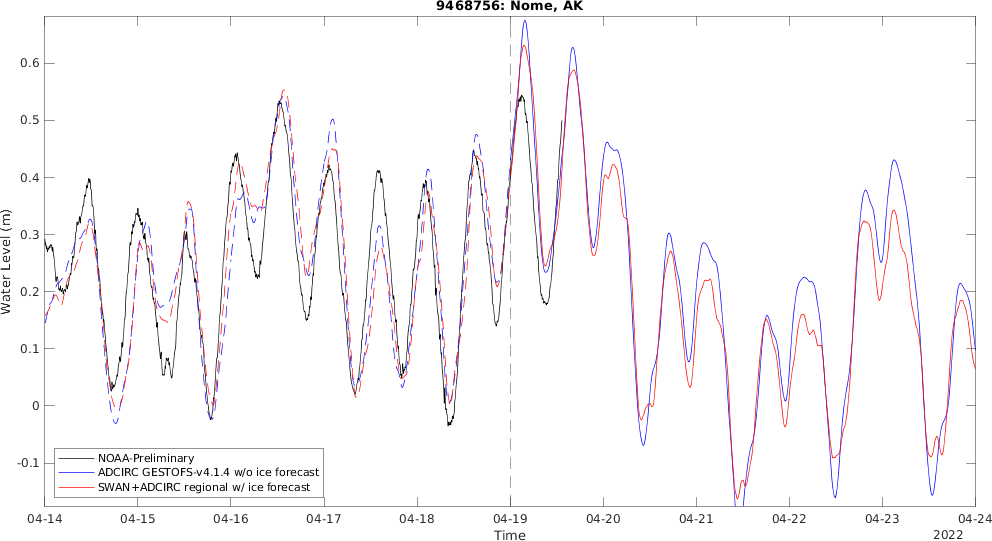 9468756: Nome, AK
Water Level (m)
0.6
0.5
0.4
0.3
0.2
0.1
0
-0.1
NOAA-Preliminary
ADCIRC GESTOFS-v4.1.4 w/o ice forecast
SWAN+ADCIRC regional w/ ice forecast
04-14 04-15 04-16 04-17 04-18 04-19 04-20 04-21 04-22 04-23 04-24
Time
2022